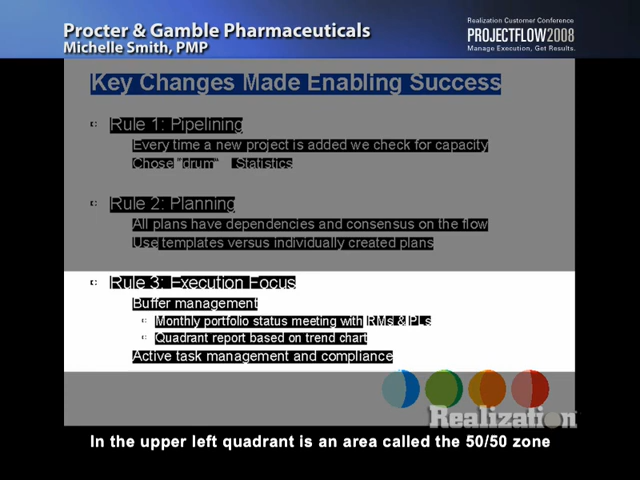 Procter & Gamble Pharmaceuticals
Michelle Smith, PMP
Realization Customer Conference
PROJECTFLOW2008
Manage Execution, Get Results.
Key Changes Made Enabling Success
Rule 1: Pipelining
Every time a new project is added we check for capacity
Chose "drum" Statistics
Rule 2: Planning
All plans have dependencies and consensus on the flow
Use templates versus individually created plans
Rule 3: Execution Focus
Buffer management
Monthly portfolio status meeting with RMs & PLs
Quadrant report based on trend chart
Active task management and compliance
Realization
In the upper left quadrant is an area called the 50/50 zone